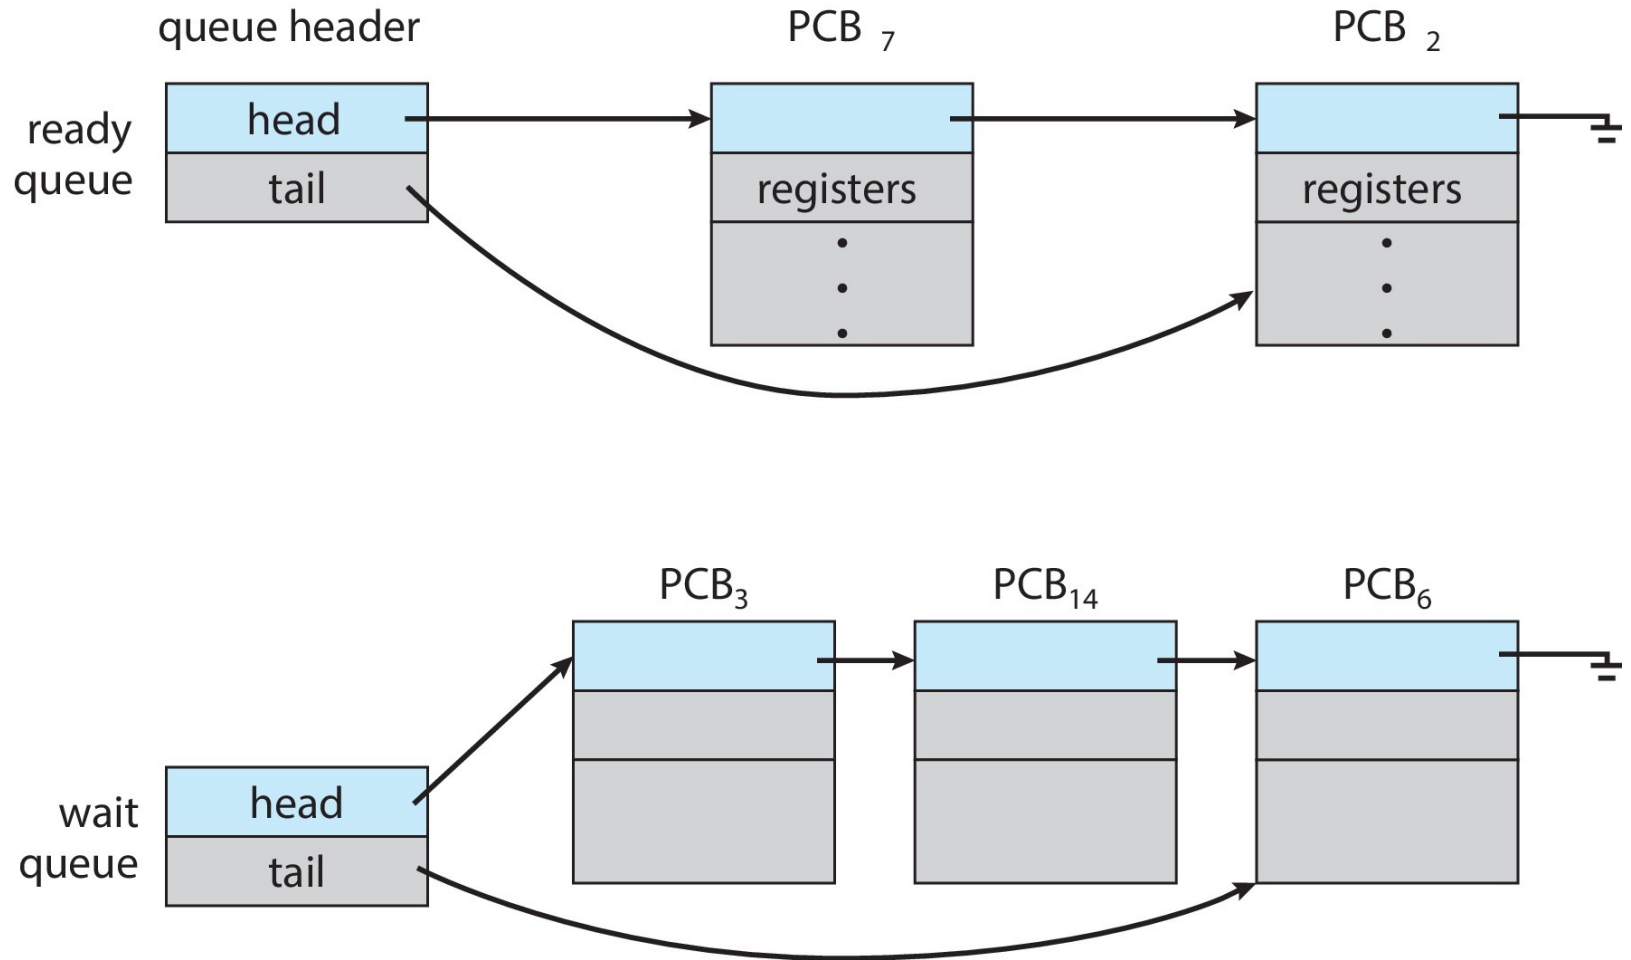 queue header
PCB 7
PCB 2
ready
queue
head
tail
registers
registers
PCB3
PCB14
PCB6
wait
queue
head
tail